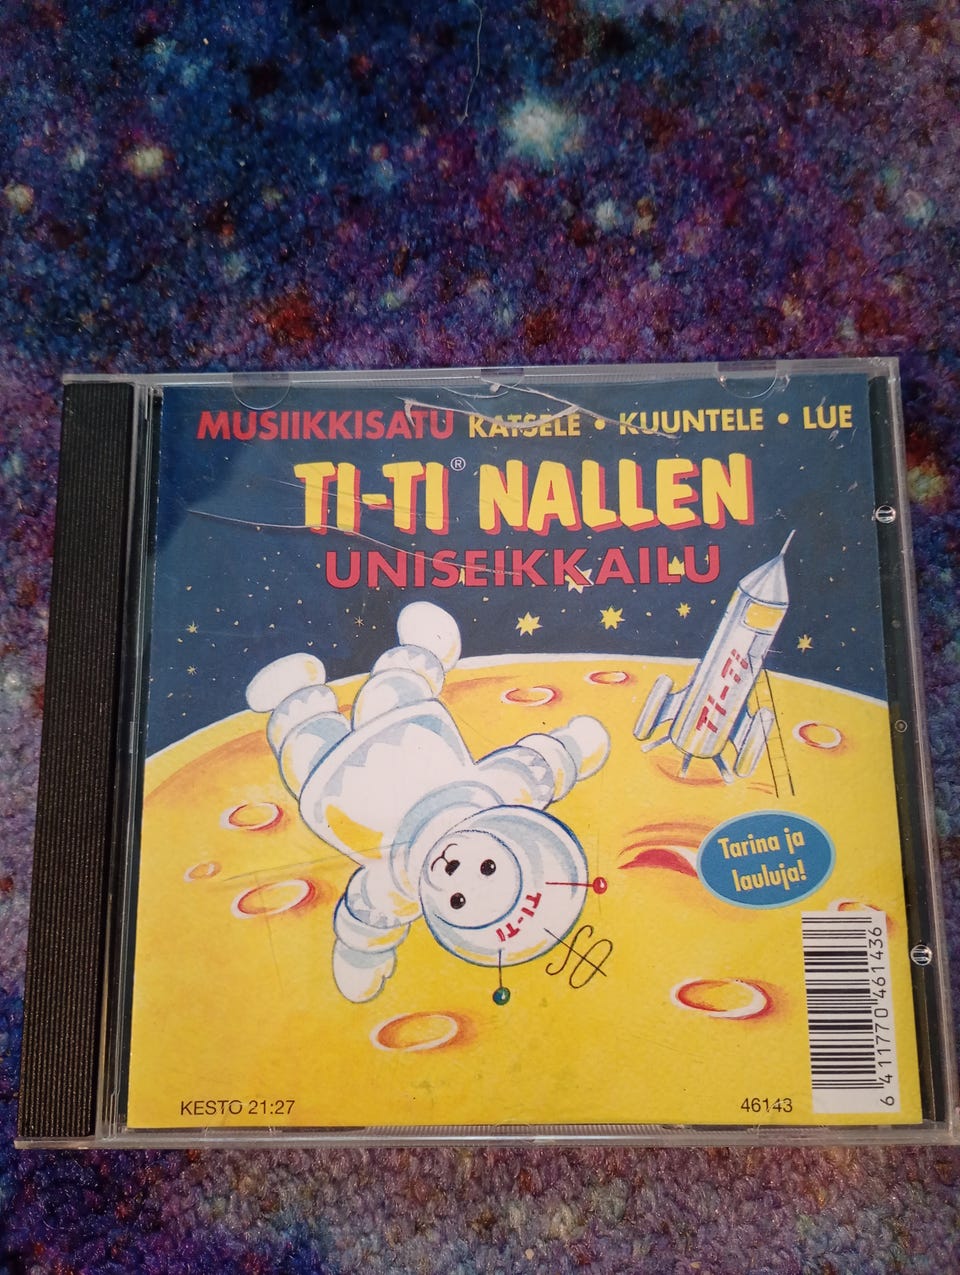 MUSIIKKISATU KATSELE • KUUNTELE • LUE
TI-TI® NALLEN
UNISEIKKAILU
Ti-Ti
Tarina ja
lauluja!
TI-TI
KESTO 21:27
46143
6 411770 461436